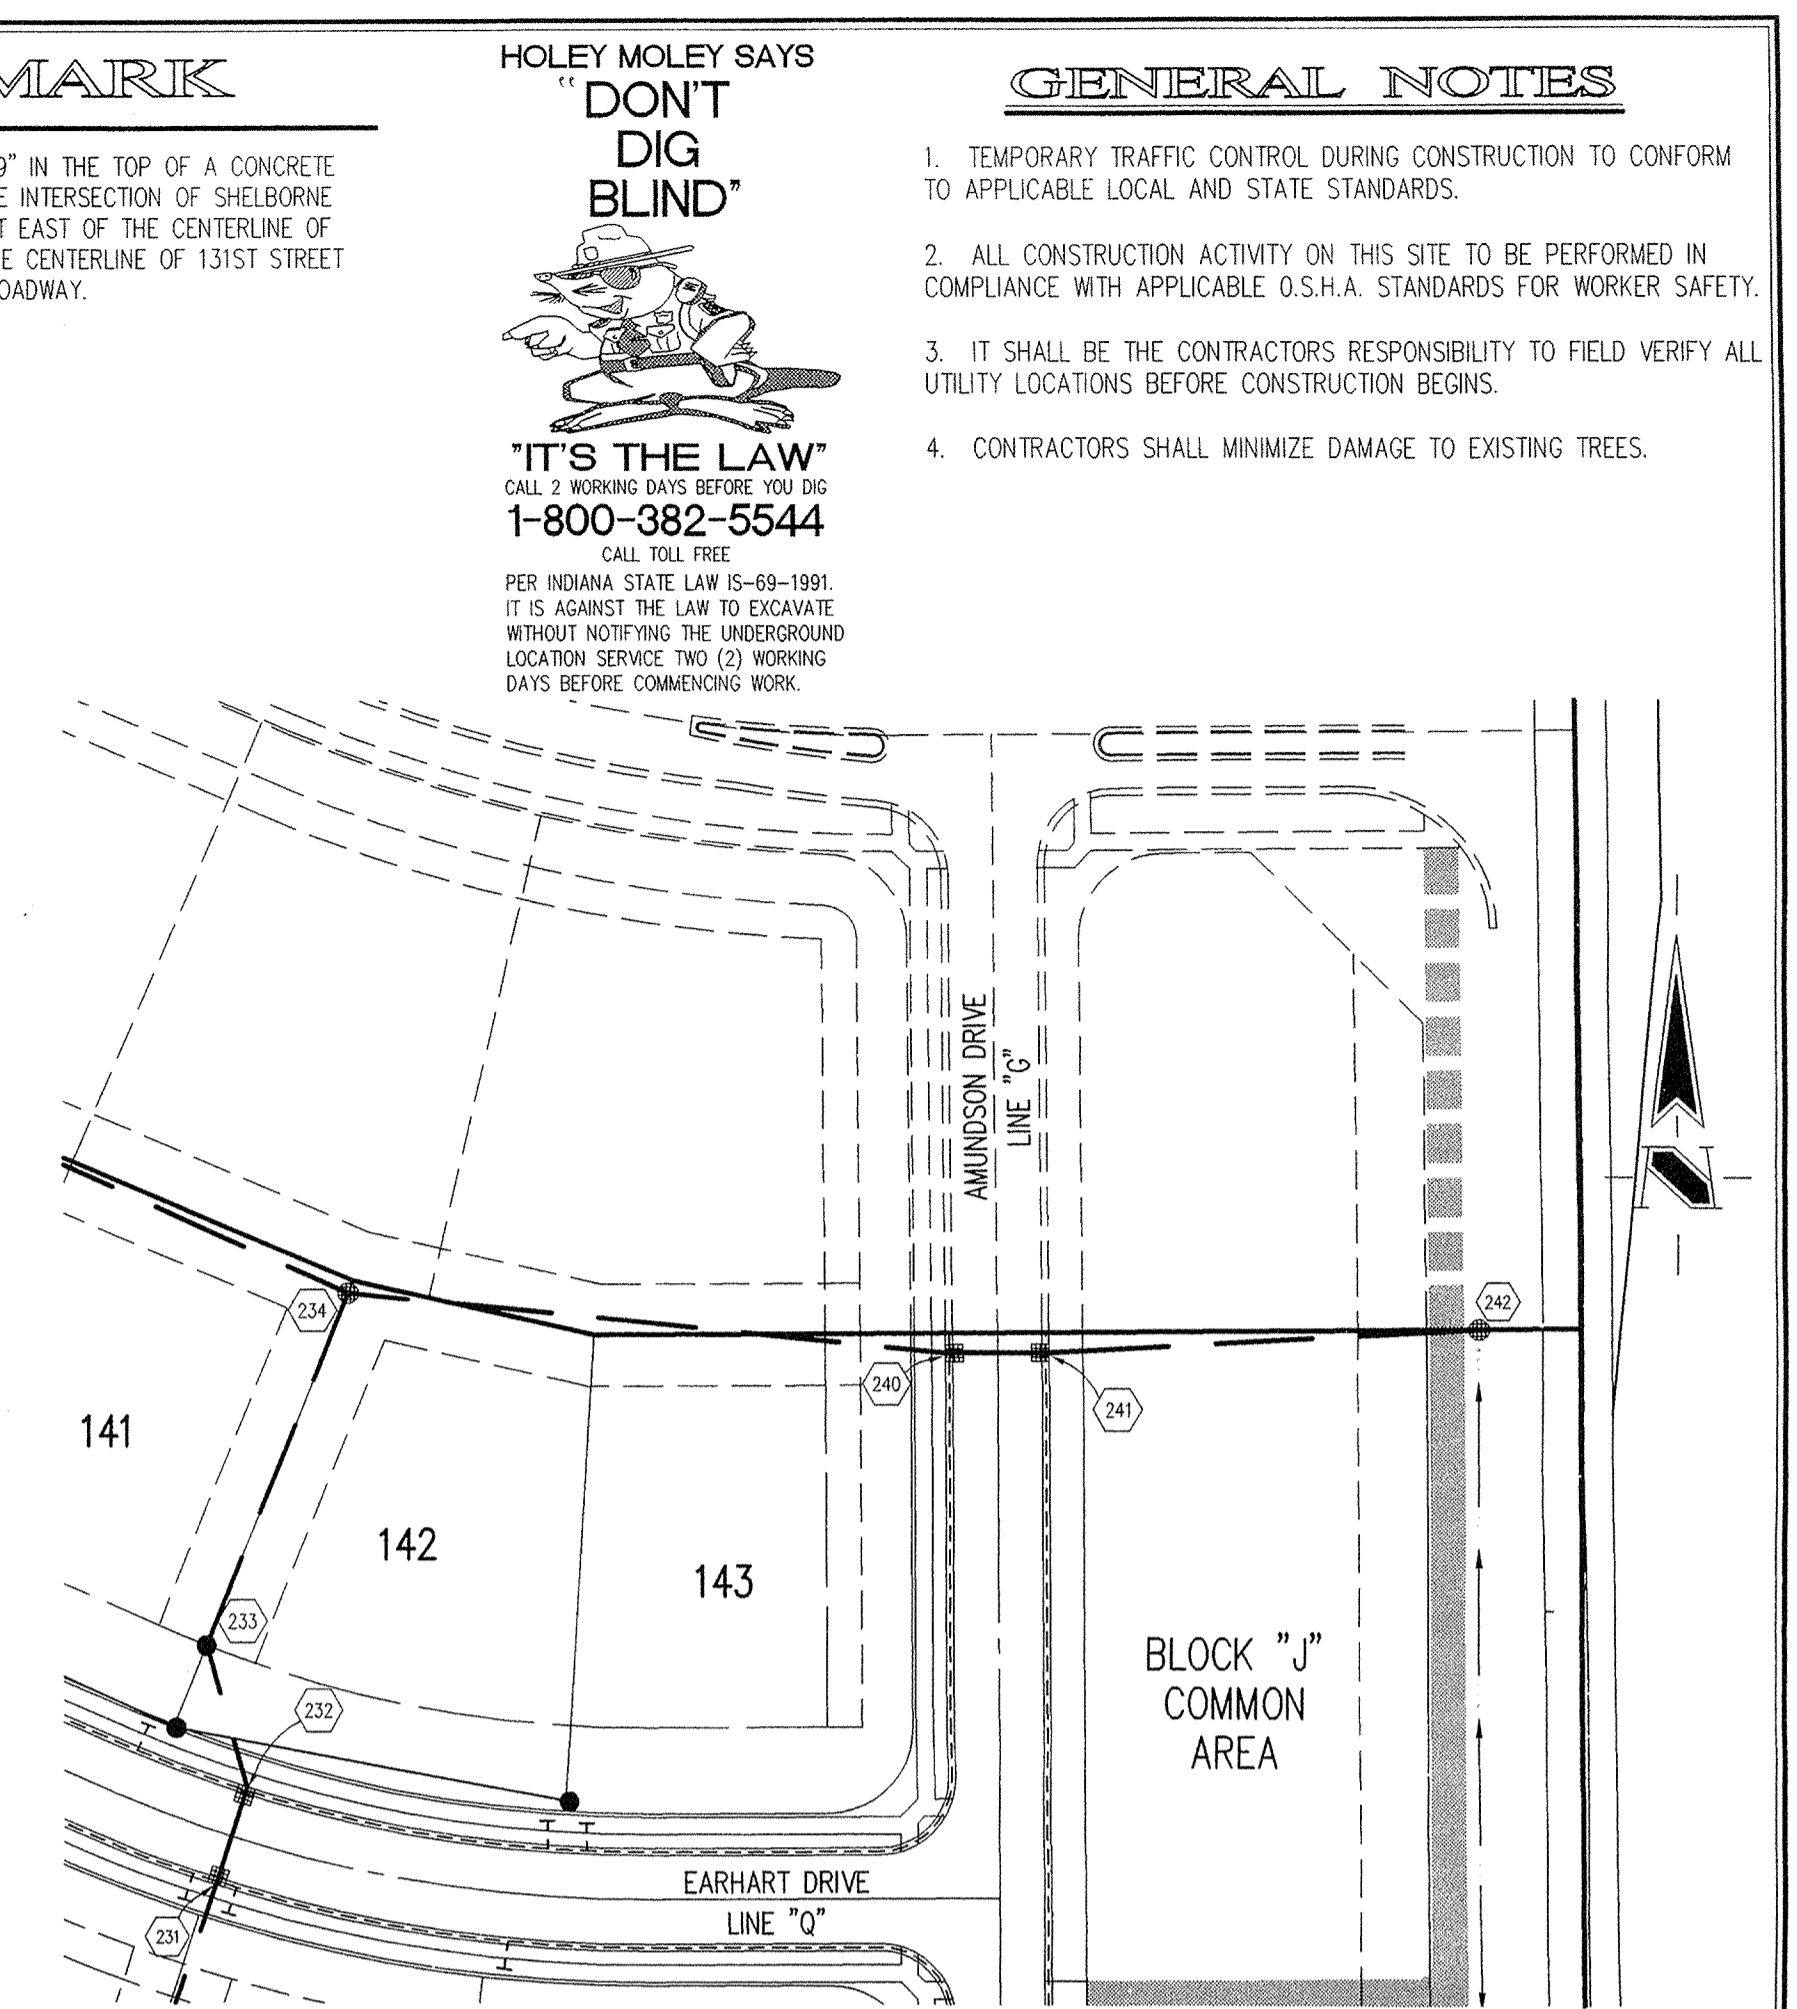 MARK
9" IN THE TOP OF A CONCRETE
E INTERSECTION OF SHELBORNE
T EAST OF THE CENTERLINE OF
E CENTERLINE OF 131ST STREET
OADWAY.
HOLEY MOLEY SAYS
"DON'T
DIG
BLIND"
"IT'S THE LAW"
CALL 2 WORKING DAYS BEFORE YOU DIG
1-800-382-5544
CALL TOLL FREE
PER INDIANA STATE LAW IS-69-1991.
IT IS AGAINST THE LAW TO EXCAVATE
WITHOUT NOTIFYING THE UNDERGROUND
LOCATION SERVICE TWO (2) WORKING
DAYS BEFORE COMMENCING WORK.
GENERAL NOTES
1. TEMPORARY TRAFFIC CONTROL DURING CONSTRUCTION TO CONFORM
TO APPLICABLE LOCAL AND STATE STANDARDS.
2. ALL CONSTRUCTION ACTIVITY ON THIS SITE TO BE PERFORMED IN
COMPLIANCE WITH APPLICABLE O.S.H.A. STANDARDS FOR WORKER SAFETY.
3. IT SHALL BE THE CONTRACTORS RESPONSIBILITY TO FIELD VERIFY ALL
UTILITY LOCATIONS BEFORE CONSTRUCTION BEGINS.
4. CONTRACTORS SHALL MINIMIZE DAMAGE TO EXISTING TREES.
AMUNDSON DRIVE
LINE "G"
N
234
242
240
241
141
142
143
233
232
BLOCK "J"
COMMON
AREA
EARHART DRIVE
LINE "Q"
231